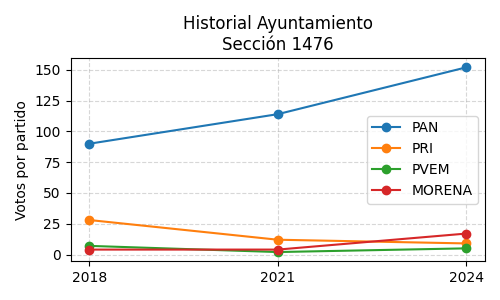 Historial Ayuntamiento
Sección 1476
Votos por partido
150
125
100
75
50
25
0
2018
2021
2024
PAN
PRI
PVEM
MORENA